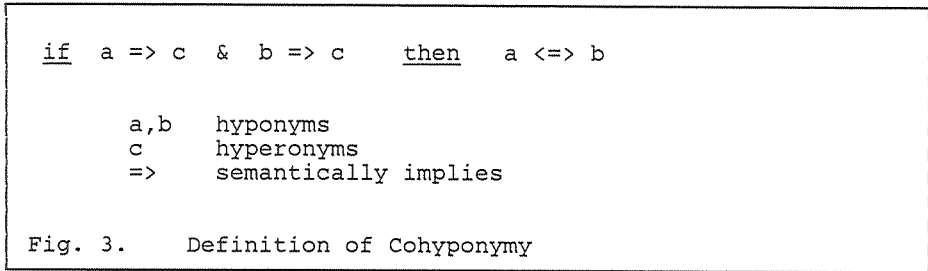 if a => c & b => c then a <=> b
a,b hyponyms
c hyperonyms
=> semantically implies
Fig. 3. Definition of Cohyponymy